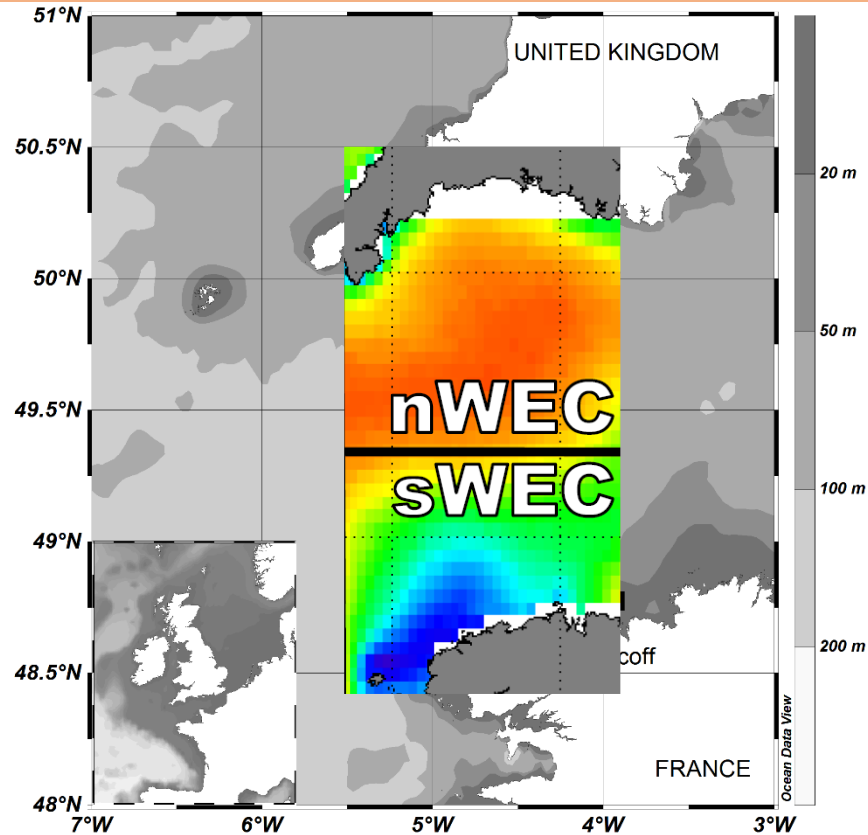 51°N
UNITED KINGDOM
50.5°N
20 m
50°N
50 m
nWEC
49.5°N
sWEC
100 m
49°N
200 m
coff
48.5°N
Ocean Data View
FRANCE
48°N
7°W
6°W
5°W
4°W
3°W